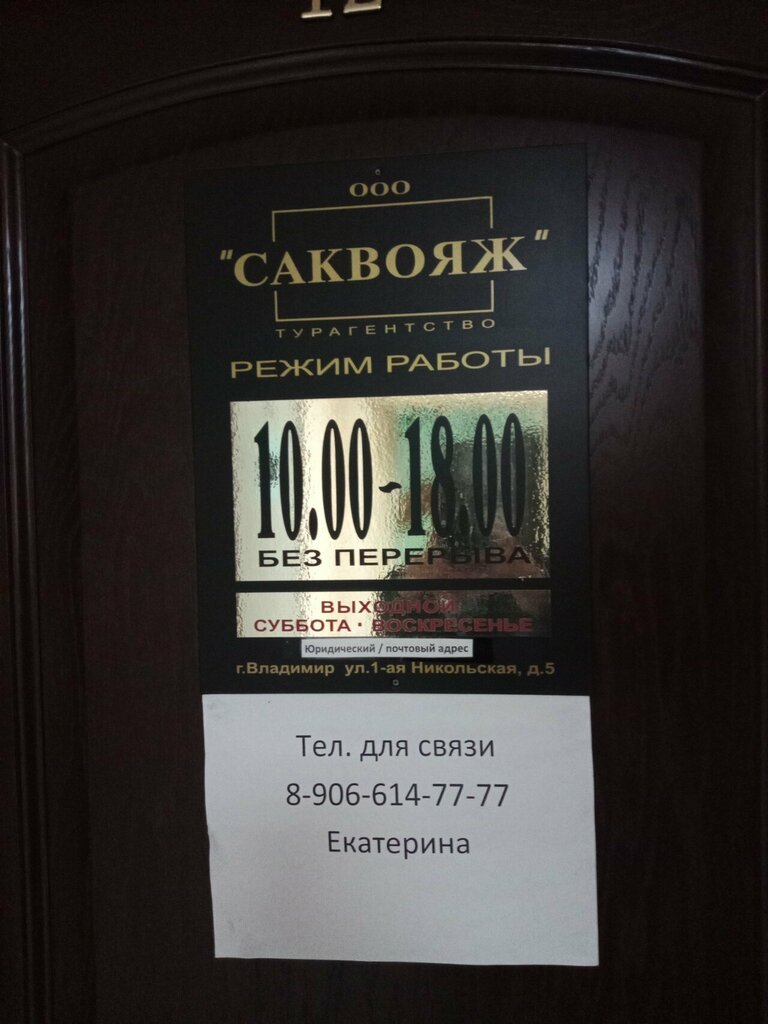 12
ООО
"САКВОЯЖ"
ТУРАГЕНТСТВО
РЕЖИМ РАБОТЫ
10.00-18.00
БЕЗ ПЕРЕРЫВА
ВЫХОДНОЙ
СУББОТА · ВОСКРЕСЕНЬЕ
Юридический / почтовый адрес
г.Владимир ул.1-ая Никольская, д.5
Тел. для связи
8-906-614-77-77
Екатерина